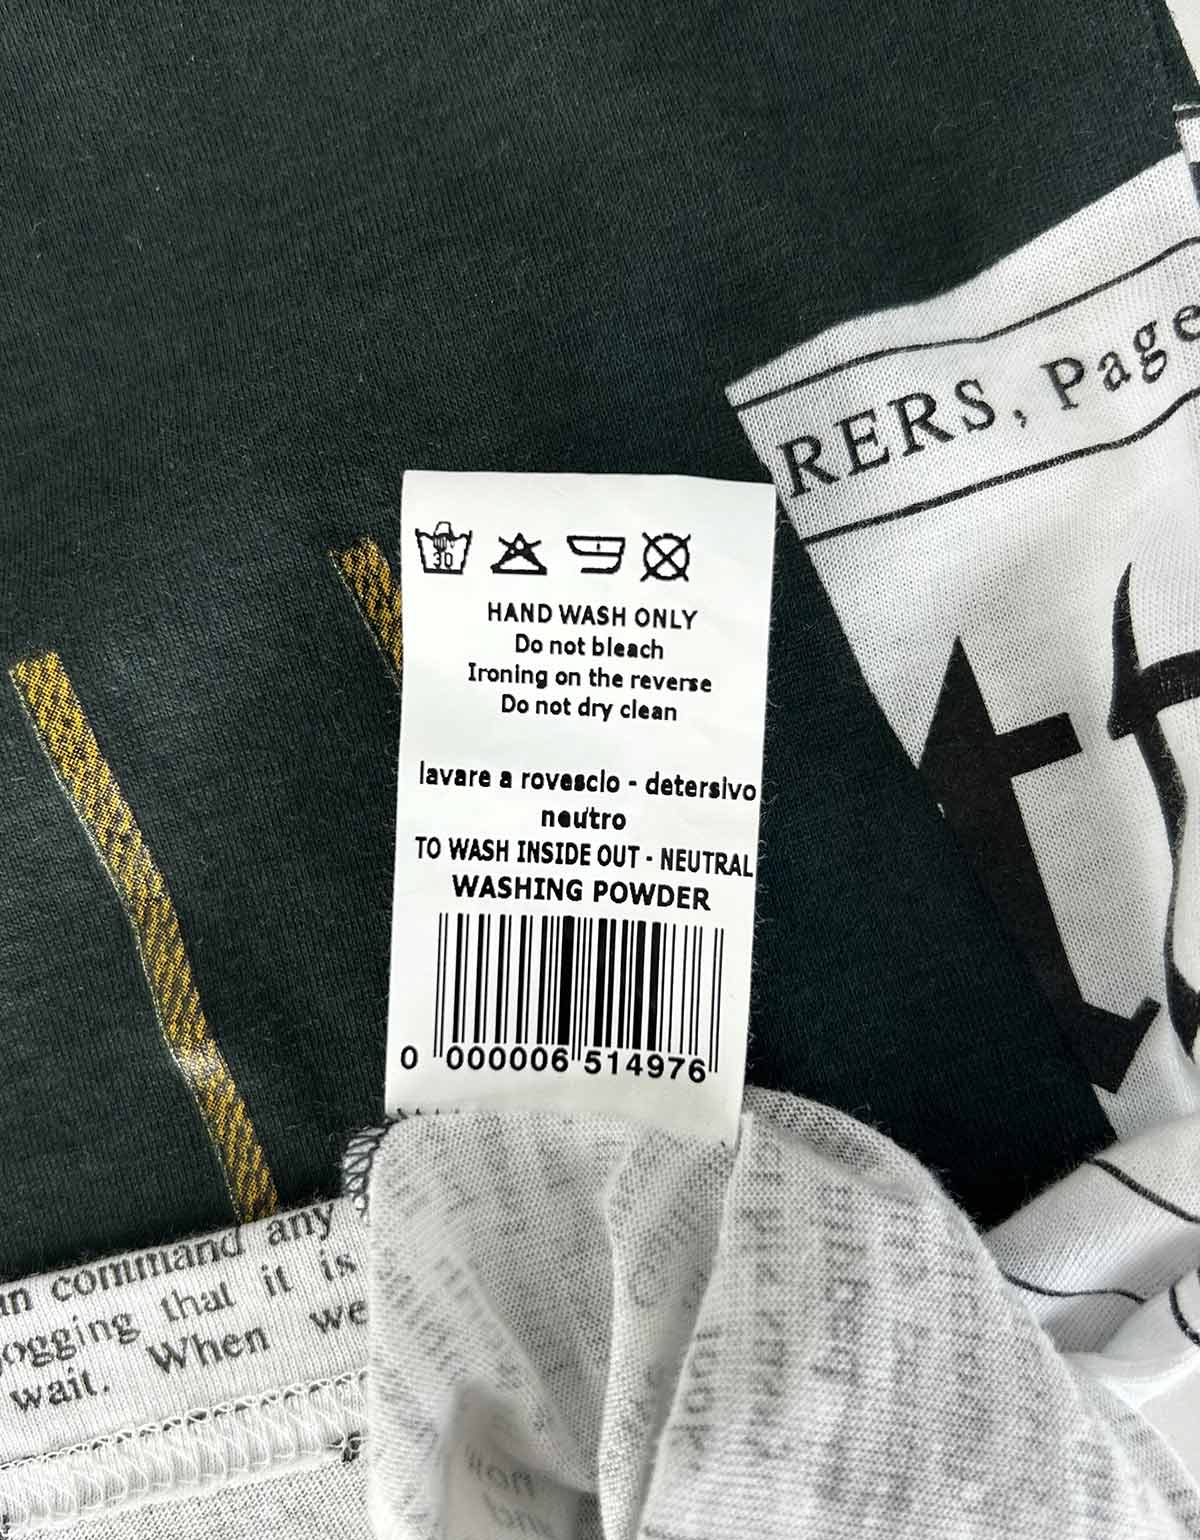 RERS, Page
30
HAND WASH ONLY
Do not bleach
Ironing on the reverse
Do not dry clean
lavare a rovescio - detersivo
neutro
TO WASH INSIDE OUT - NEUTRAL
WASHING POWDER
0 000006 514976
in command any
ogging that it is
wait. When we